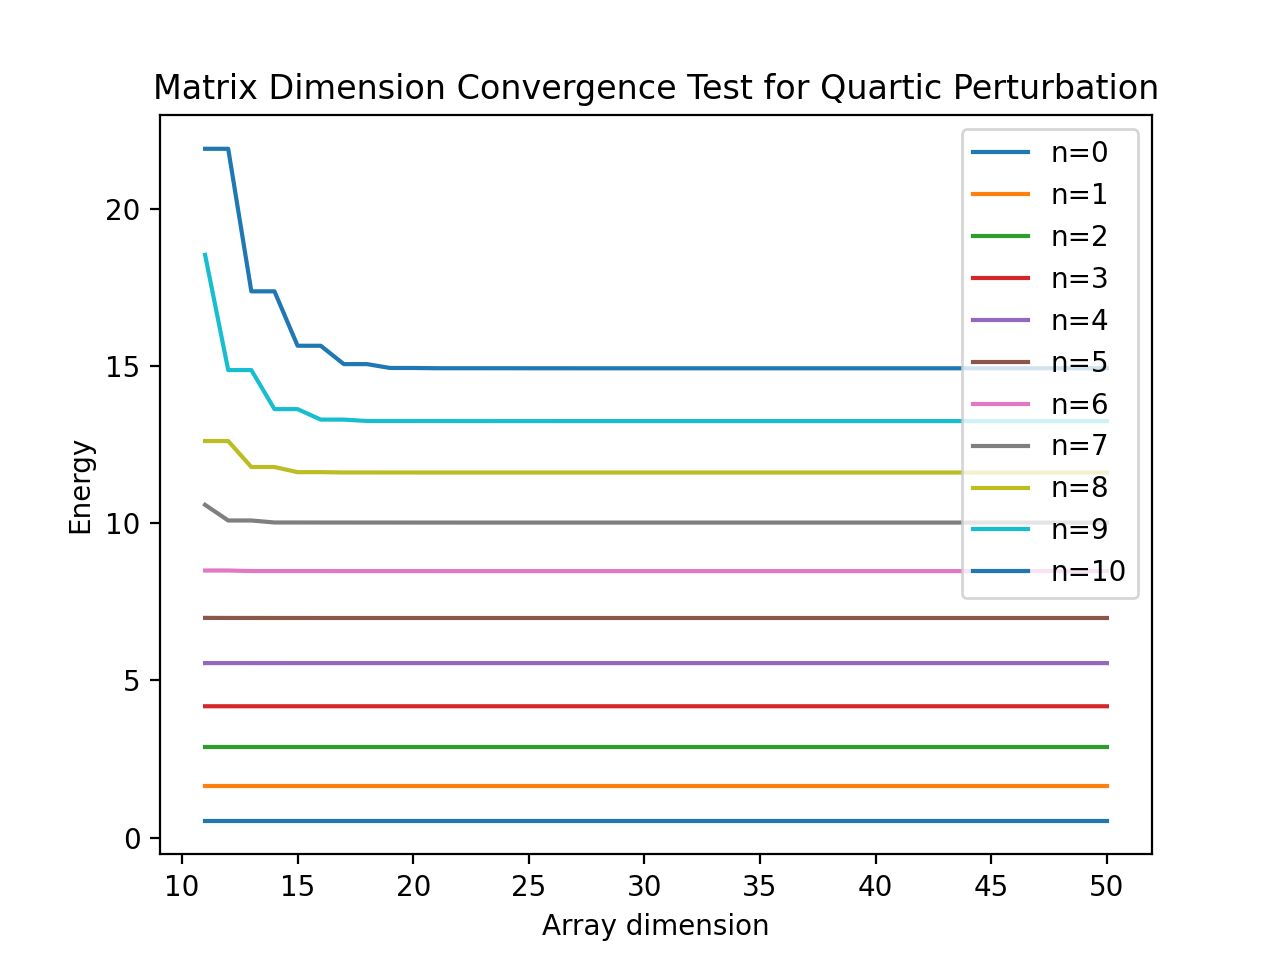 Matrix Dimension Convergence Test for Quartic Perturbation
n=0
n=1
n=2
n=3
n=4
n=5
n=6
n=7
n=8
n=9
n=10
20
15
10
5
0
Energy
10 15 20 25 30 35 40 45 50
Array dimension